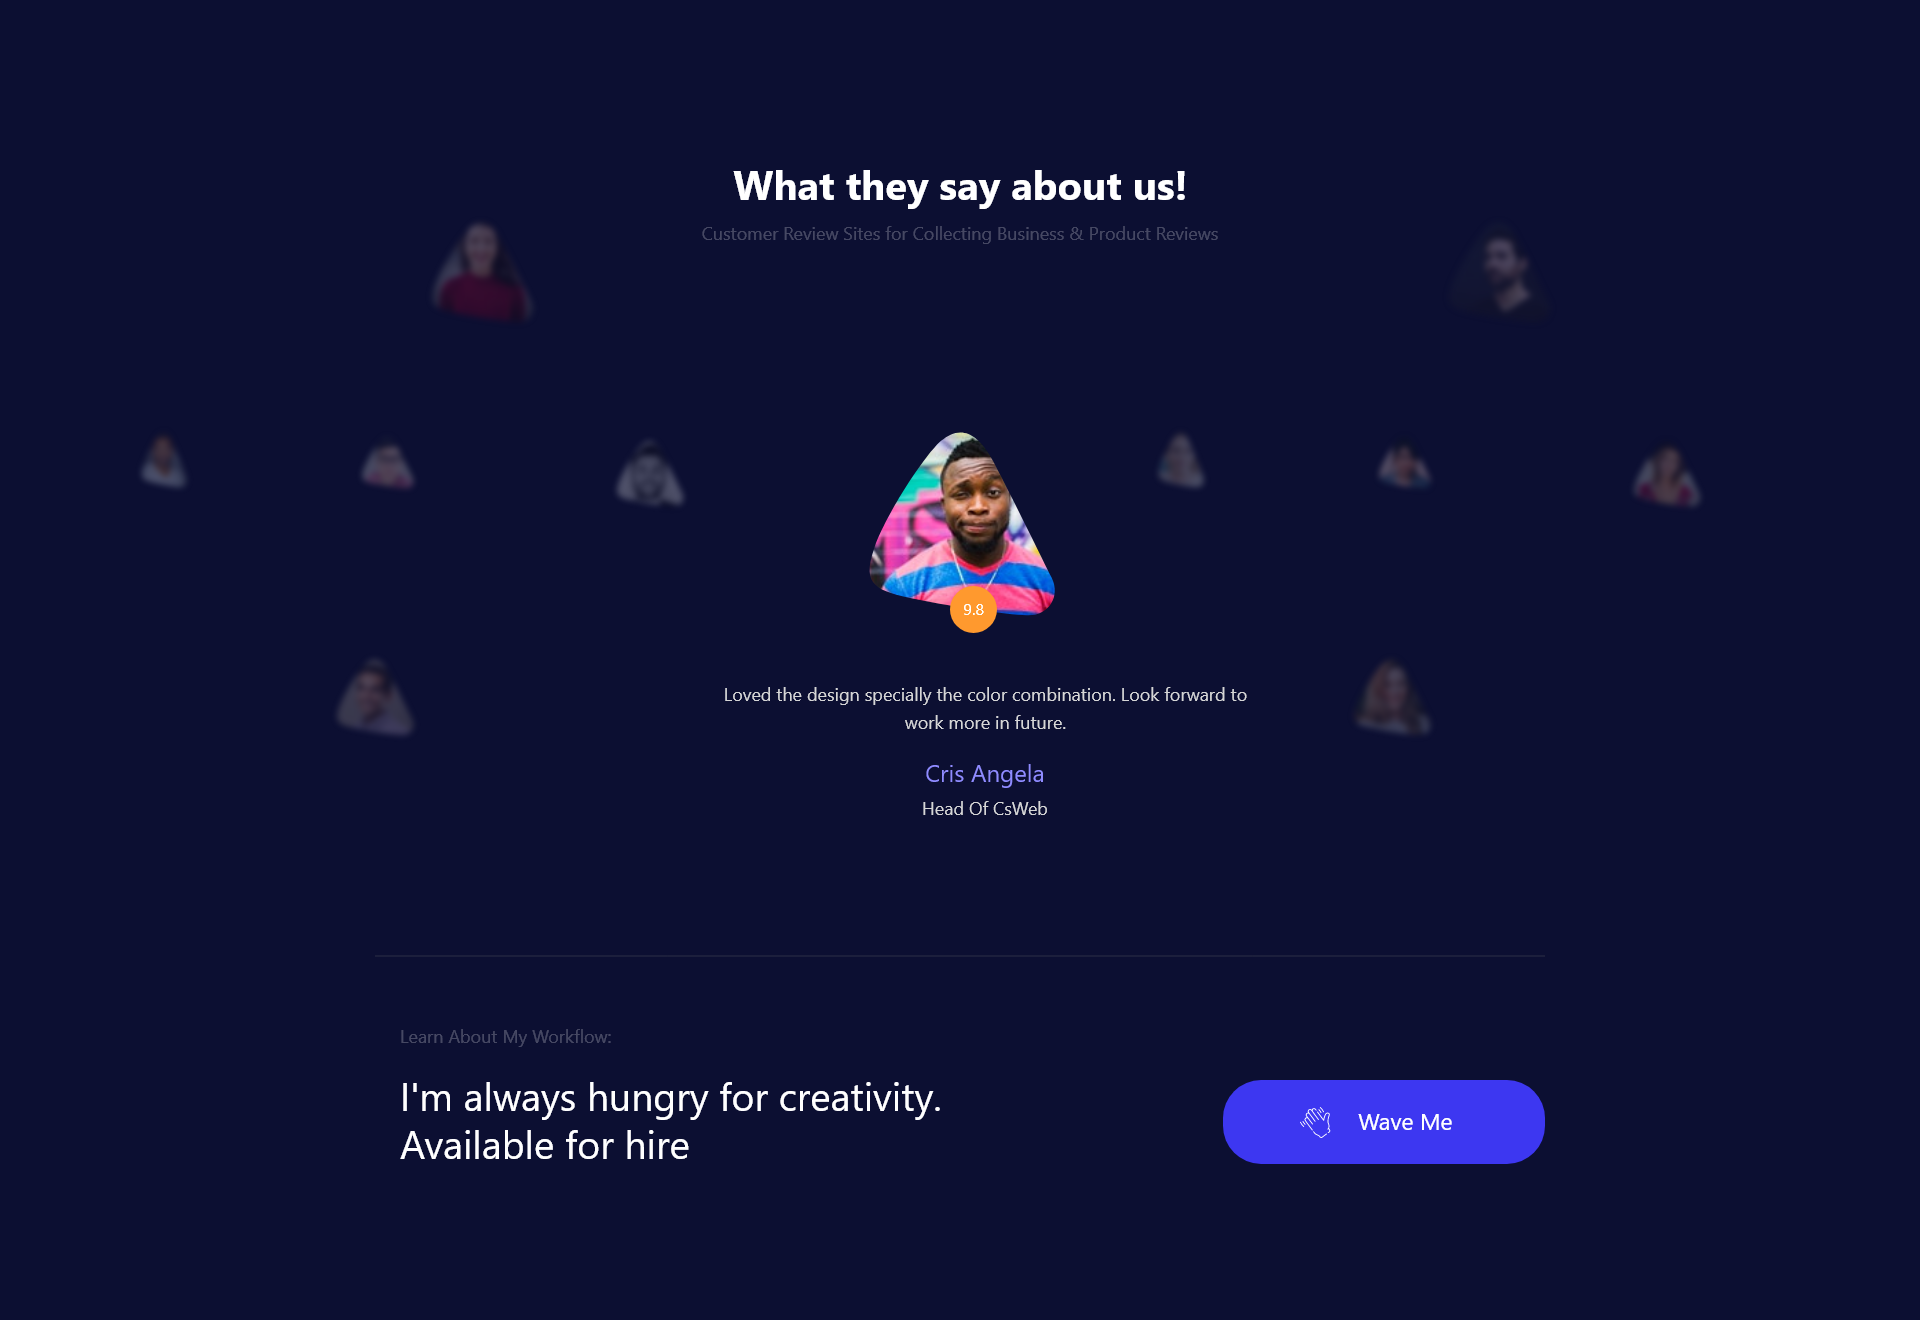 What they say about us!
Customer Review Sites for Collecting Business & Product Reviews
9.8
Loved the design specially the color combination. Look forward to
work more in future.
Cris Angela
Head Of CsWeb
Learn About My Workflow:
I'm always hungry for creativity.
Available for hire
Wave Me